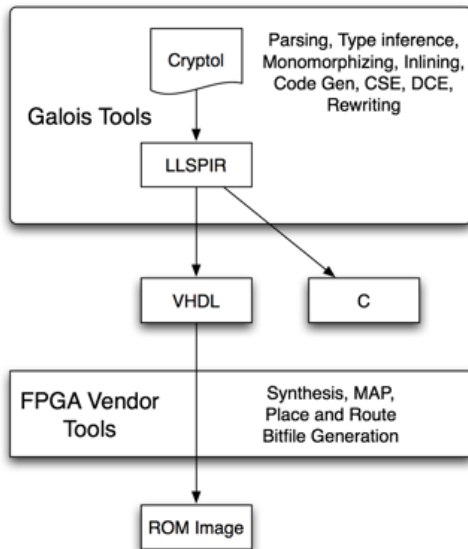 Cryptol
Parsing, Type inference,
Monomorphizing, Inlining,
Code Gen, CSE, DCE,
Rewriting
Galois Tools
LLSPIR
VHDL
C
FPGA Vendor
Tools
Synthesis, MAP,
Place and Route
Bitfile Generation
ROM Image